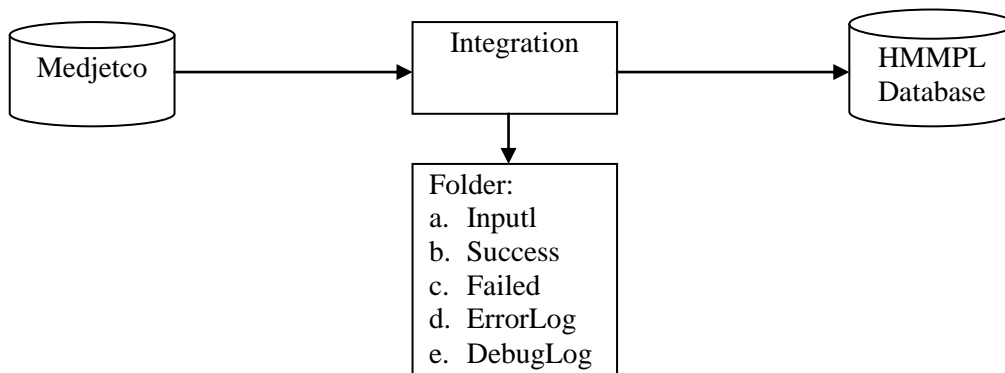 Medjetco
Integration
HMMPL
Database
Folder:
a. Inputl
b. Success
c. Failed
d. ErrorLog
e. DebugLog